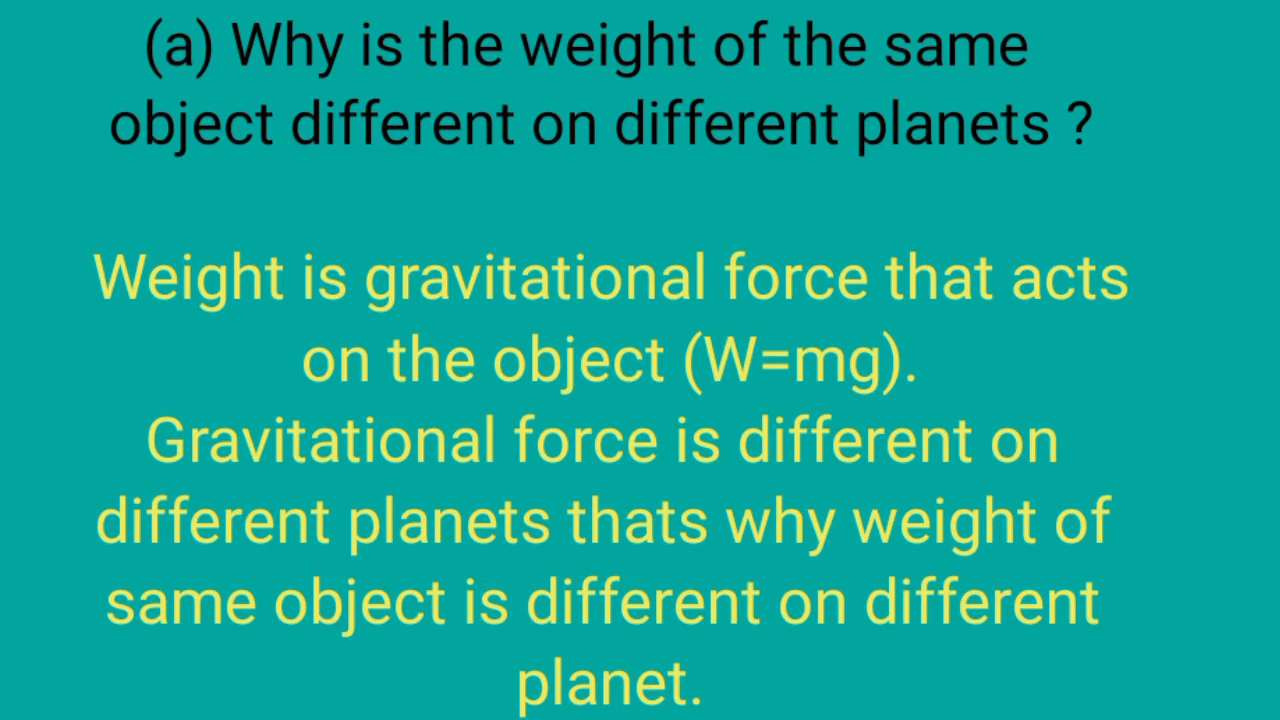 (a) Why is the weight of the same
object different on different planets ?
Weight is gravitational force that acts
on the object (W=mg).
Gravitational force is different on
different planets thats why weight of
same object is different on different
planet.